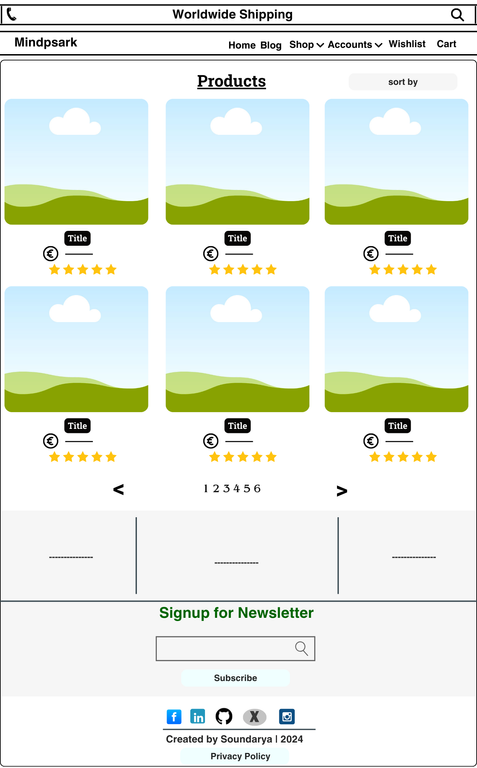 Worldwide Shipping
Mindpsark
Home Blog Shop Accounts Wishlist Cart
Products
sort by
Title Title Title
€ € €
Title Title Title
€ € €
< 1 2 3 4 5 6 >
--------------- --------------- ---------------
Signup for Newsletter
Subscribe
f in X
Created by Soundarya | 2024
Privacy Policy